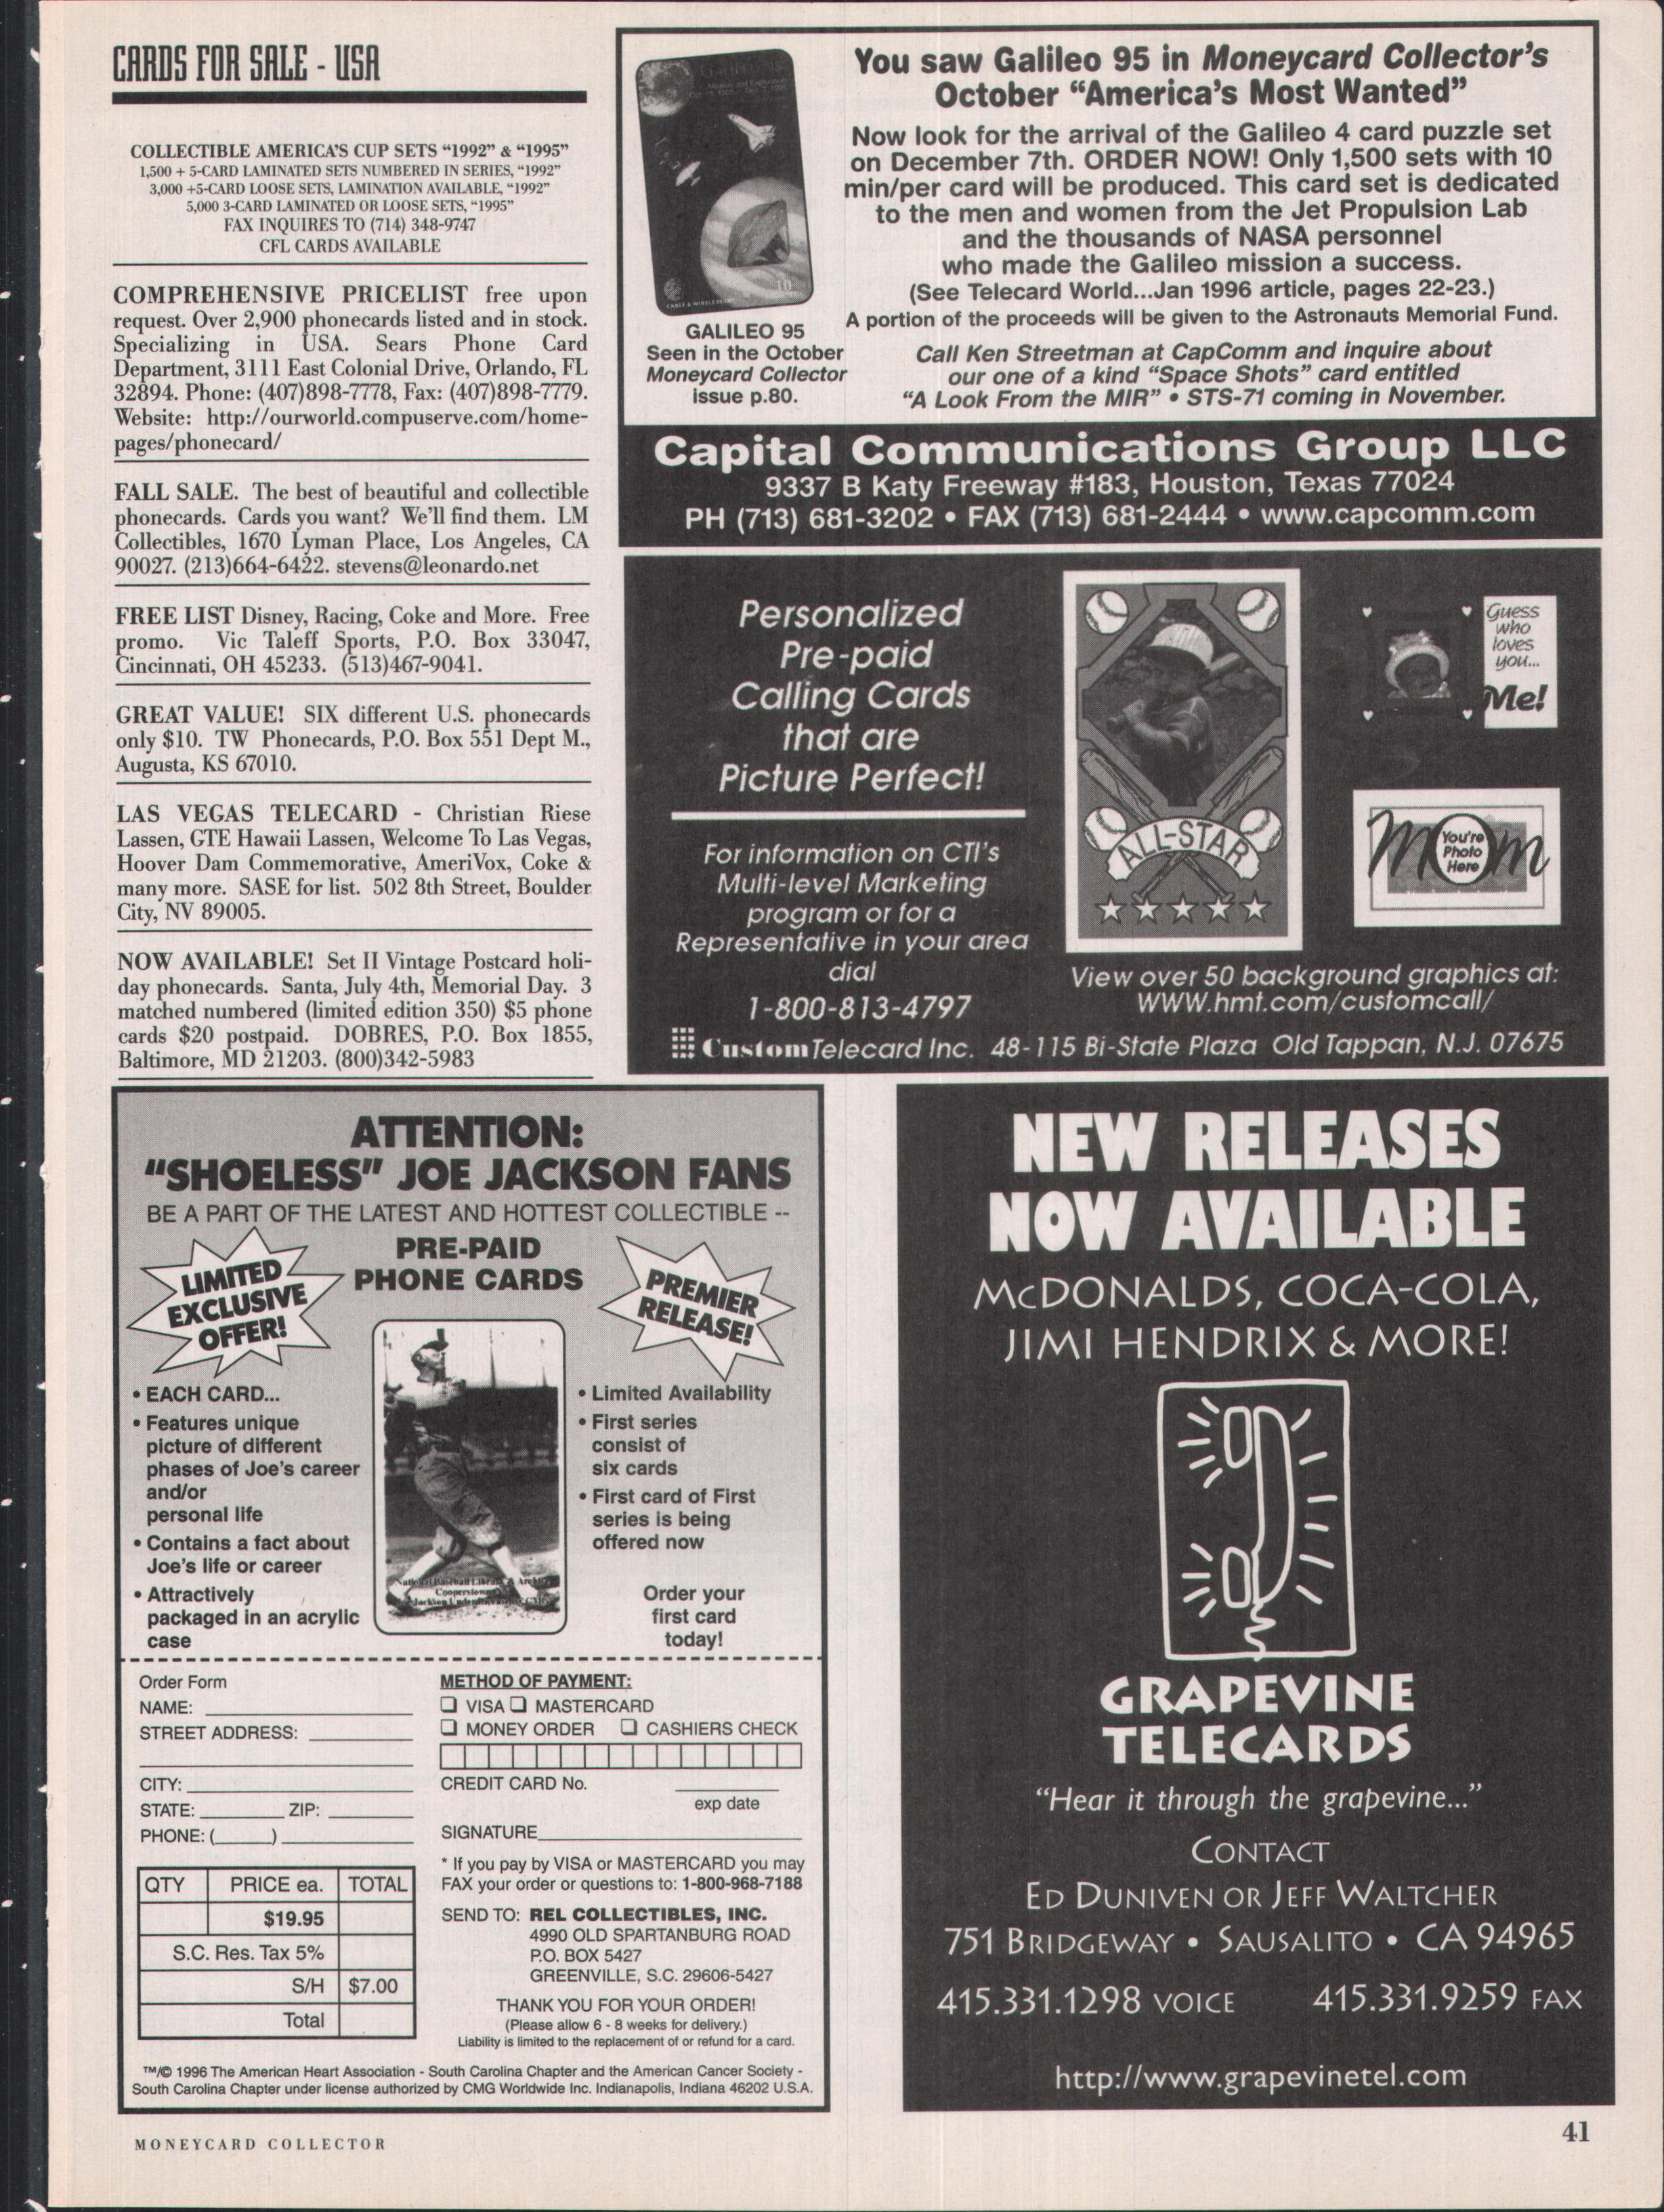 CARDS FOR SALE - USA
COLLECTIBLE AMERICA'S CUP SETS “1992” & “1995”
1,500 + 5-CARD LAMINATED SETS NUMBERED IN SERIES, “1992”
3,000 +5-CARD LOOSE SETS, LAMINATION AVAILABLE, “1992”
5,000 3-CARD LAMINATED OR LOOSE SETS, “1995”
FAX INQUIRES TO (714) 348-9747
CFL CARDS AVAILABLE
COMPREHENSIVE PRICELIST free upon
request. Over 2,900 phonecards listed and in stock.
Specializing in USA. Sears Phone Card
Department, 3111 East Colonial Drive, Orlando, FL
32894. Phone: (407)898-7778, Fax: (407)898-7779.
Website: http://ourworld.compuserve.com/home-
pages/phonecard/
FALL SALE. The best of beautiful and collectible
phonecards. Cards you want? We'll find them. LM
Collectibles, 1670 Lyman Place, Los Angeles, CA
90027. (213)664-6422. stevens@leonardo.net
FREE LIST Disney, Racing, Coke and More. Free
promo. Vic Taleff Sports, P.O. Box 33047,
Cincinnati, OH 45233. (513)467-9041.
GREAT VALUE! SIX different U.S. phonecards
only $10. TW Phonecards, P.O. Box 551 Dept M.,
Augusta, KS 67010.
LAS VEGAS TELECARD - Christian Riese
Lassen, GTE Hawaii Lassen, Welcome To Las Vegas,
Hoover Dam Commemorative, AmeriVox, Coke &
many more. SASE for list. 502 8th Street, Boulder
City, NV 89005.
NOW AVAILABLE! Set II Vintage Postcard holi-
day phonecards. Santa, July 4th, Memorial Day. 3
matched numbered (limited edition 350) $5 phone
cards $20 postpaid. DOBRES, P.O. Box 1855,
Baltimore, MD 21203. (800)342-5983
GALILEO 95
Seen in the October
Moneycard Collector
issue p.80.
You saw Galileo 95 in Moneycard Collector's
October “America's Most Wanted”
Now look for the arrival of the Galileo 4 card puzzle set
on December 7th. ORDER NOW! Only 1,500 sets with 10
min/per card will be produced. This card set is dedicated
to the men and women from the Jet Propulsion Lab
and the thousands of NASA personnel
who made the Galileo mission a success.
(See Telecard World...Jan 1996 article, pages 22-23.)
A portion of the proceeds will be given to the Astronauts Memorial Fund.
Call Ken Streetman at CapComm and inquire about
our one of a kind “Space Shots” card entitled
“A Look From the MIR” • STS-71 coming in November.
Capital Communications Group LLC
9337 B Katy Freeway #183, Houston, Texas 77024
PH (713) 681-3202 • FAX (713) 681-2444 • www.capcomm.com
Personalized
Pre-paid
Calling Cards
that are
Picture Perfect!
For information on CTI's
Multi-level Marketing
program or for a
Representative in your area
dial
1-800-813-4797
ALL-STAR
Guess
who
loves
you...
Me!
Mom
You're
Photo
Here
View over 50 background graphics at:
WWW.hmt.com/customcall/
Custom Telecard Inc. 48-115 Bi-State Plaza Old Tappan, N.J. 07675
ATTENTION:
“SHOELESS” JOE JACKSON FANS
BE A PART OF THE LATEST AND HOTTEST COLLECTIBLE --
PRE-PAID
PHONE CARDS
LIMITED
EXCLUSIVE
OFFER!
PREMIER
RELEASE!
• EACH CARD...
• Features unique
picture of different
phases of Joe's career
and/or
personal life
• Contains a fact about
Joe's life or career
• Attractively
packaged in an acrylic
case
• Limited Availability
• First series
consist of
six cards
• First card of First
series is being
offered now
Order your
first card
today!
Order Form
NAME:
STREET ADDRESS:
CITY:
STATE: ZIP:
PHONE: ( )
QTY PRICE ea. TOTAL
$19.95
S.C. Res. Tax 5%
S/H $7.00
Total
METHOD OF PAYMENT:
❑ VISA ❑ MASTERCARD
❑ MONEY ORDER ❑ CASHIERS CHECK
CREDIT CARD No.
exp date
SIGNATURE
* If you pay by VISA or MASTERCARD you may
FAX your order or questions to: 1-800-968-7188
SEND TO: REL COLLECTIBLES, INC.
4990 OLD SPARTANBURG ROAD
P.O. BOX 5427
GREENVILLE, S.C. 29606-5427
THANK YOU FOR YOUR ORDER!
(Please allow 6 - 8 weeks for delivery.)
Liability is limited to the replacement of or refund for a card.
™/© 1996 The American Heart Association - South Carolina Chapter and the American Cancer Society -
South Carolina Chapter under license authorized by CMG Worldwide Inc. Indianapolis, Indiana 46202 U.S.A.
NEW RELEASES
NOW AVAILABLE
McDONALDS, COCA-COLA,
JIMI HENDRIX & MORE!
GRAPEVINE
TELECARDS
“Hear it through the grapevine...”
CONTACT
ED DUNIVEN OR JEFF WALTCHER
751 BRIDGEWAY • SAUSALITO • CA 94965
415.331.1298 VOICE 415.331.9259 FAX
http://www.grapevinetel.com
MONEYCARD COLLECTOR
41